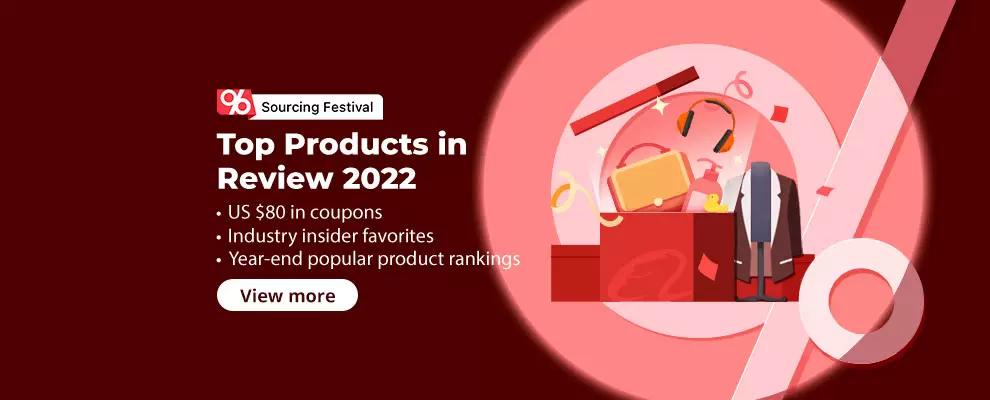 Sourcing Festival
Top Products in
Review 2022
• US $80 in coupons
• Industry insider favorites
• Year-end popular product rankings
View more